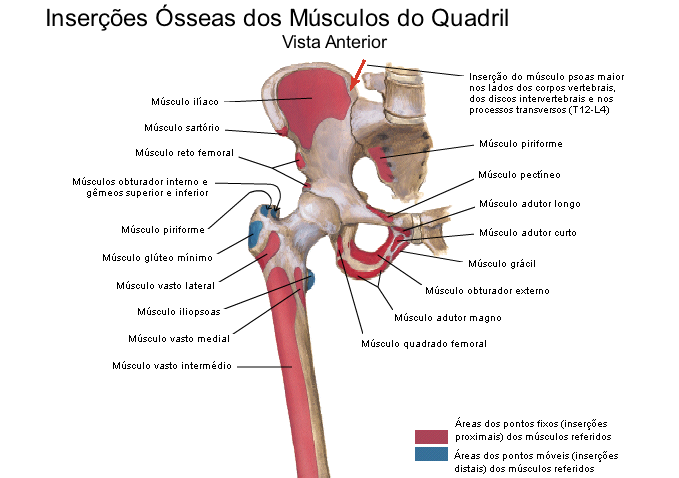 Inserções Ósseas dos Músculos do Quadril
Vista Anterior
Inserção do músculo psoas maior
nos lados dos corpos vertebrais,
dos discos intervertebrais e nos
processos transversos (T12-L4)
Músculo ilíaco
Músculo sartório
Músculo reto femoral
Músculos obturador interno e
gêmeos superior e inferior
Músculo piriforme
Músculo glúteo mínimo
Músculo vasto lateral
Músculo iliopsoas
Músculo vasto medial
Músculo vasto intermédio
Músculo piriforme
Músculo pectíneo
Músculo adutor longo
Músculo adutor curto
Músculo grácil
Músculo obturador externo
Músculo adutor magno
Músculo quadrado femoral
Áreas dos pontos fixos (inserções
proximais) dos músculos referidos
Áreas dos pontos móveis (inserções
distais) dos músculos referidos